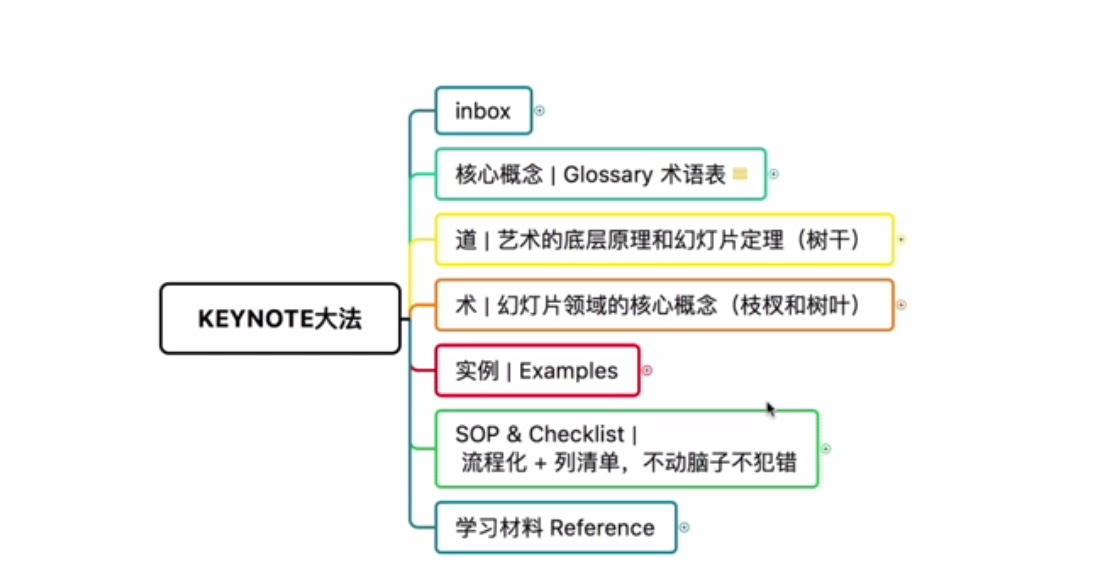 inbox
核心概念 | Glossary 术语表
道 | 艺术的底层原理和幻灯片定理（树干）
KEYNOTE大法
术 | 幻灯片领域的核心概念（枝杈和树叶）
实例 | Examples
SOP & Checklist |
流程化 + 列清单，不动脑子不犯错
学习材料 Reference